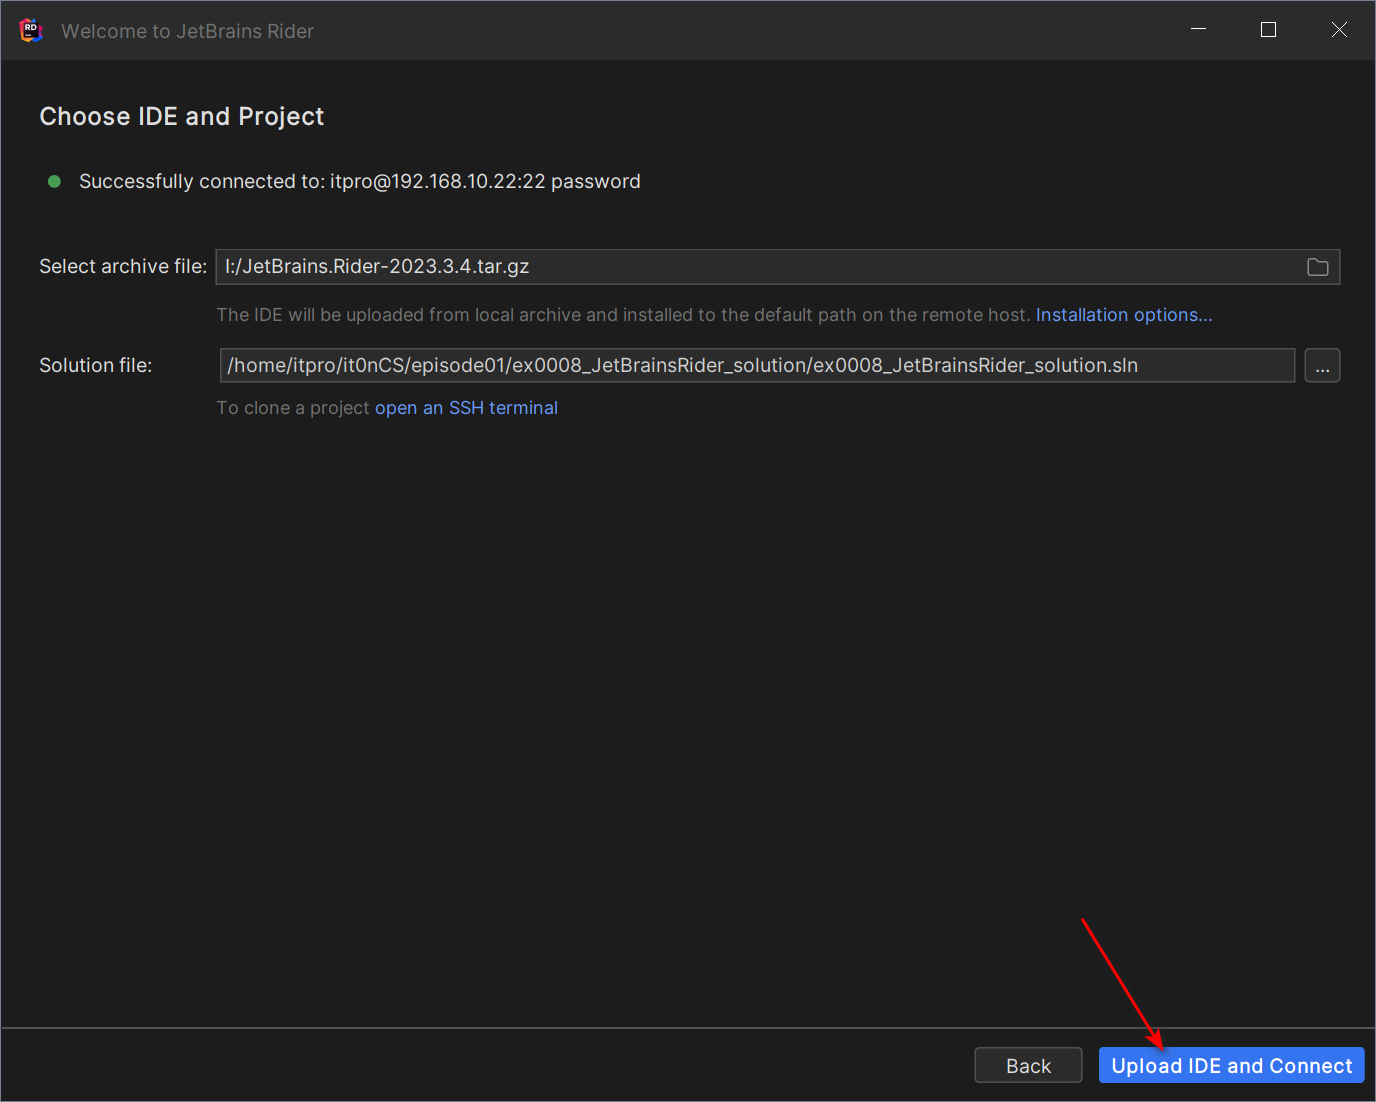 RD
Welcome to JetBrains Rider
Choose IDE and Project
Successfully connected to: itpro@192.168.10.22:22 password
Select archive file: I:/JetBrains.Rider-2023.3.4.tar.gz
The IDE will be uploaded from local archive and installed to the default path on the remote host. Installation options...
Solution file: /home/itpro/it0nCS/episode01/ex0008_JetBrainsRider_solution/ex0008_JetBrainsRider_solution.sln ...
To clone a project open an SSH terminal
Back Upload IDE and Connect